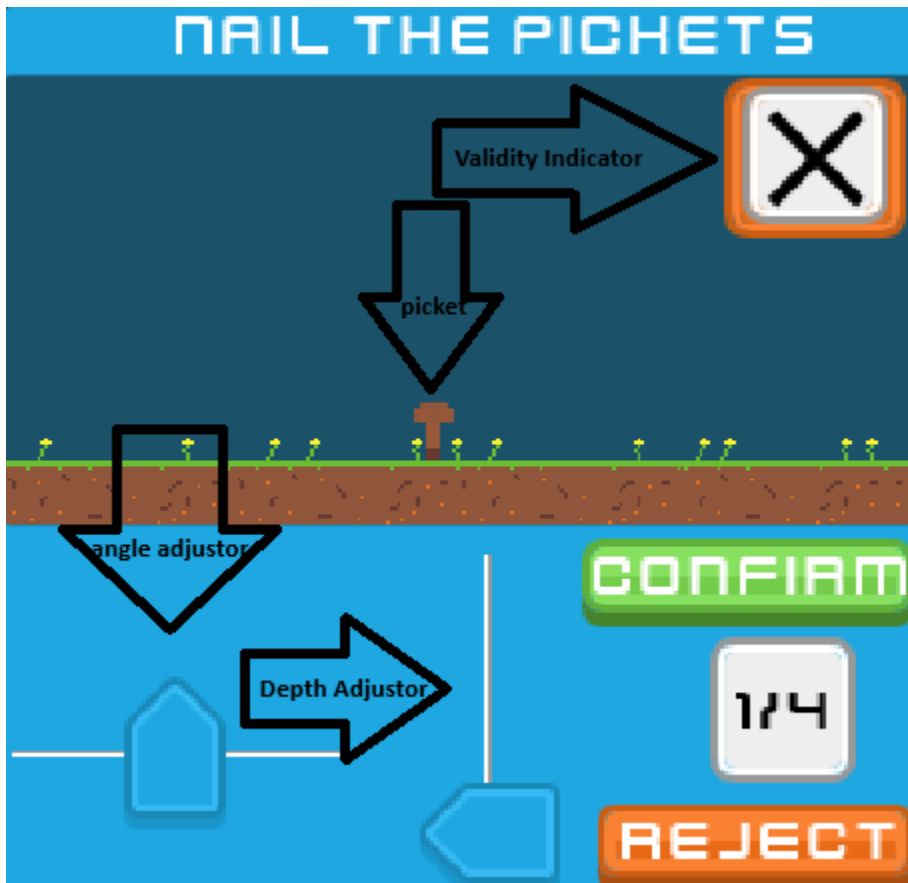 NAIL THE PICKETS
Validity Indicator
picket
angle adjustor
CONFIRM
Depth Adjustor
1/4
REJECT